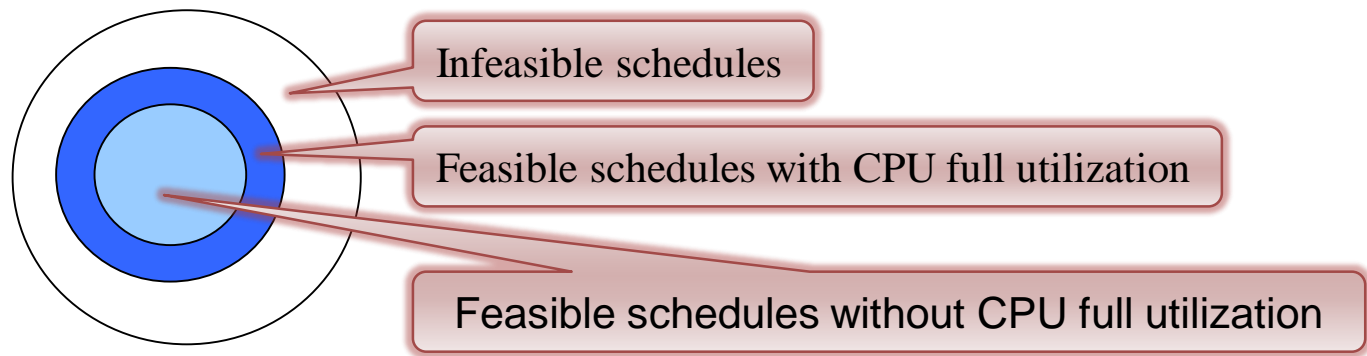 Infeasible schedules
Feasible schedules with CPU full utilization
Feasible schedules without CPU full utilization